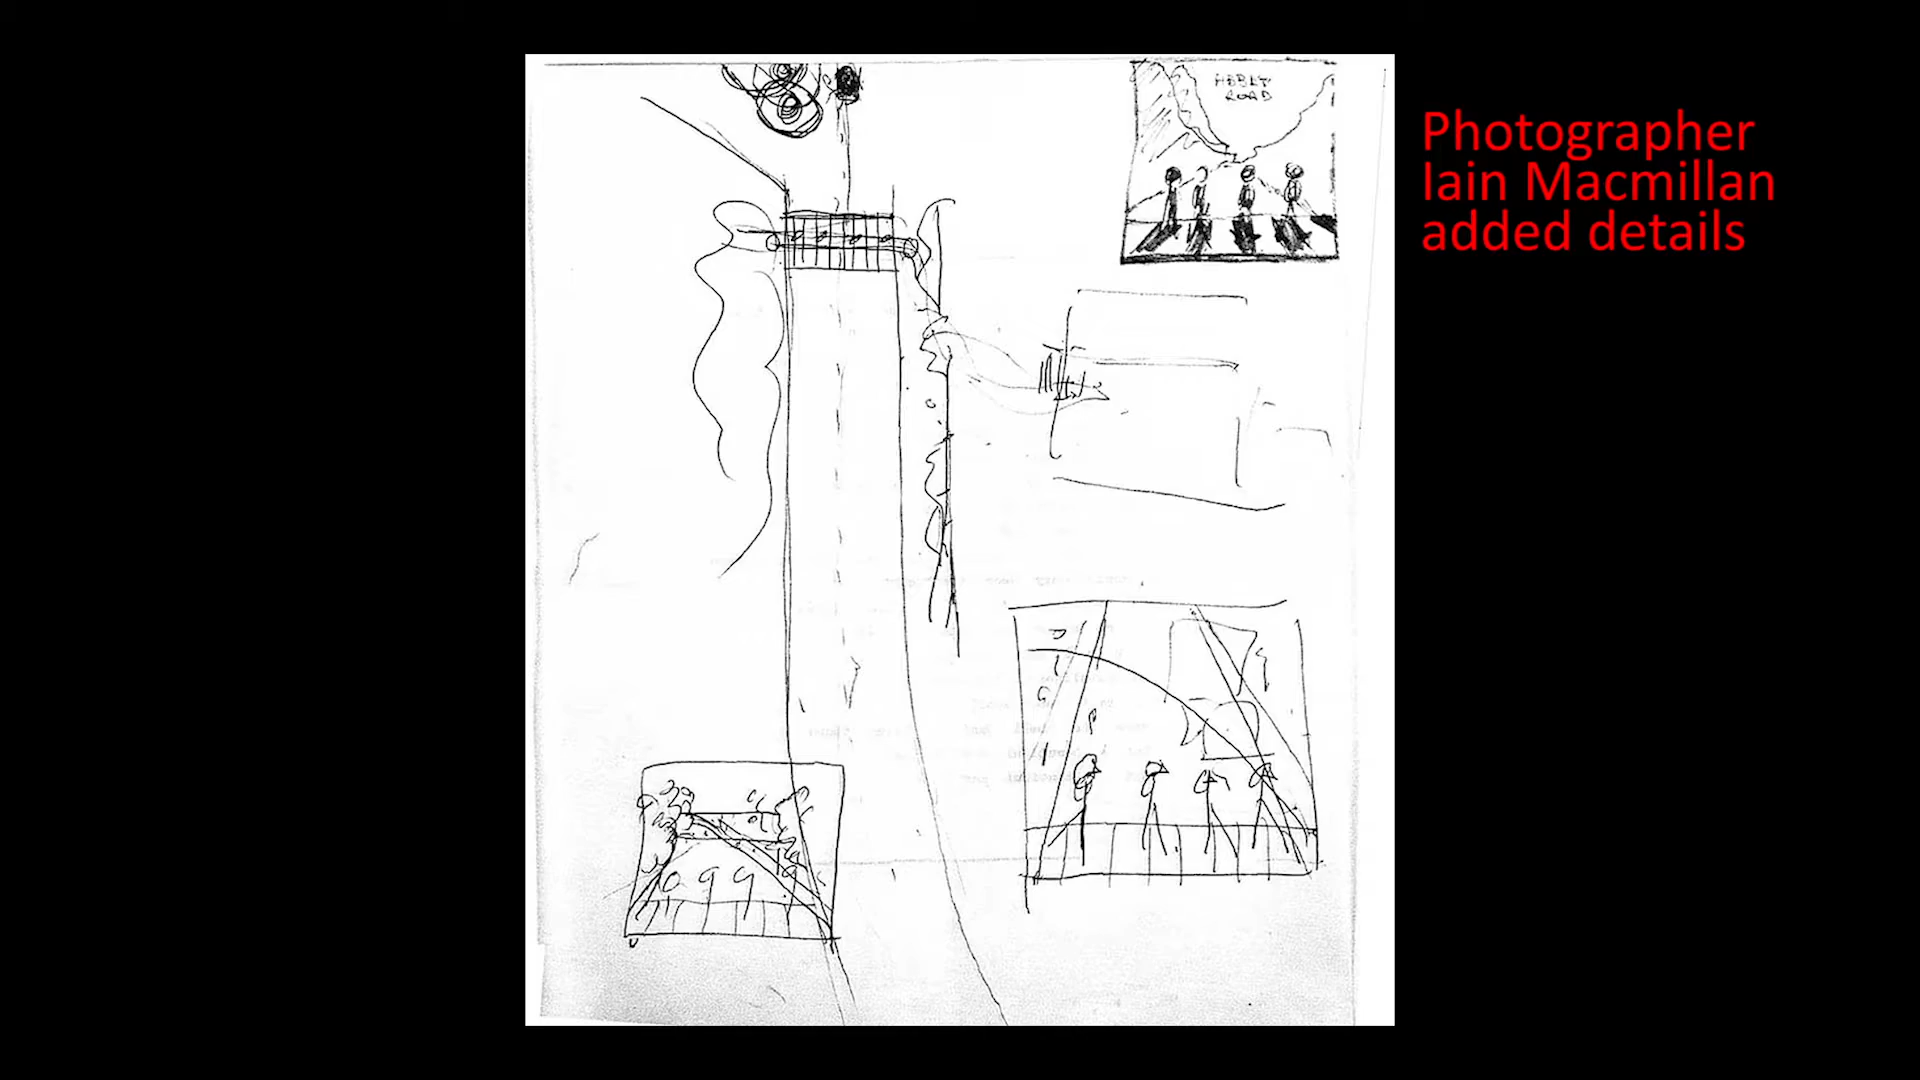 ABBEY
ROAD
Photographer
Iain Macmillan
added details